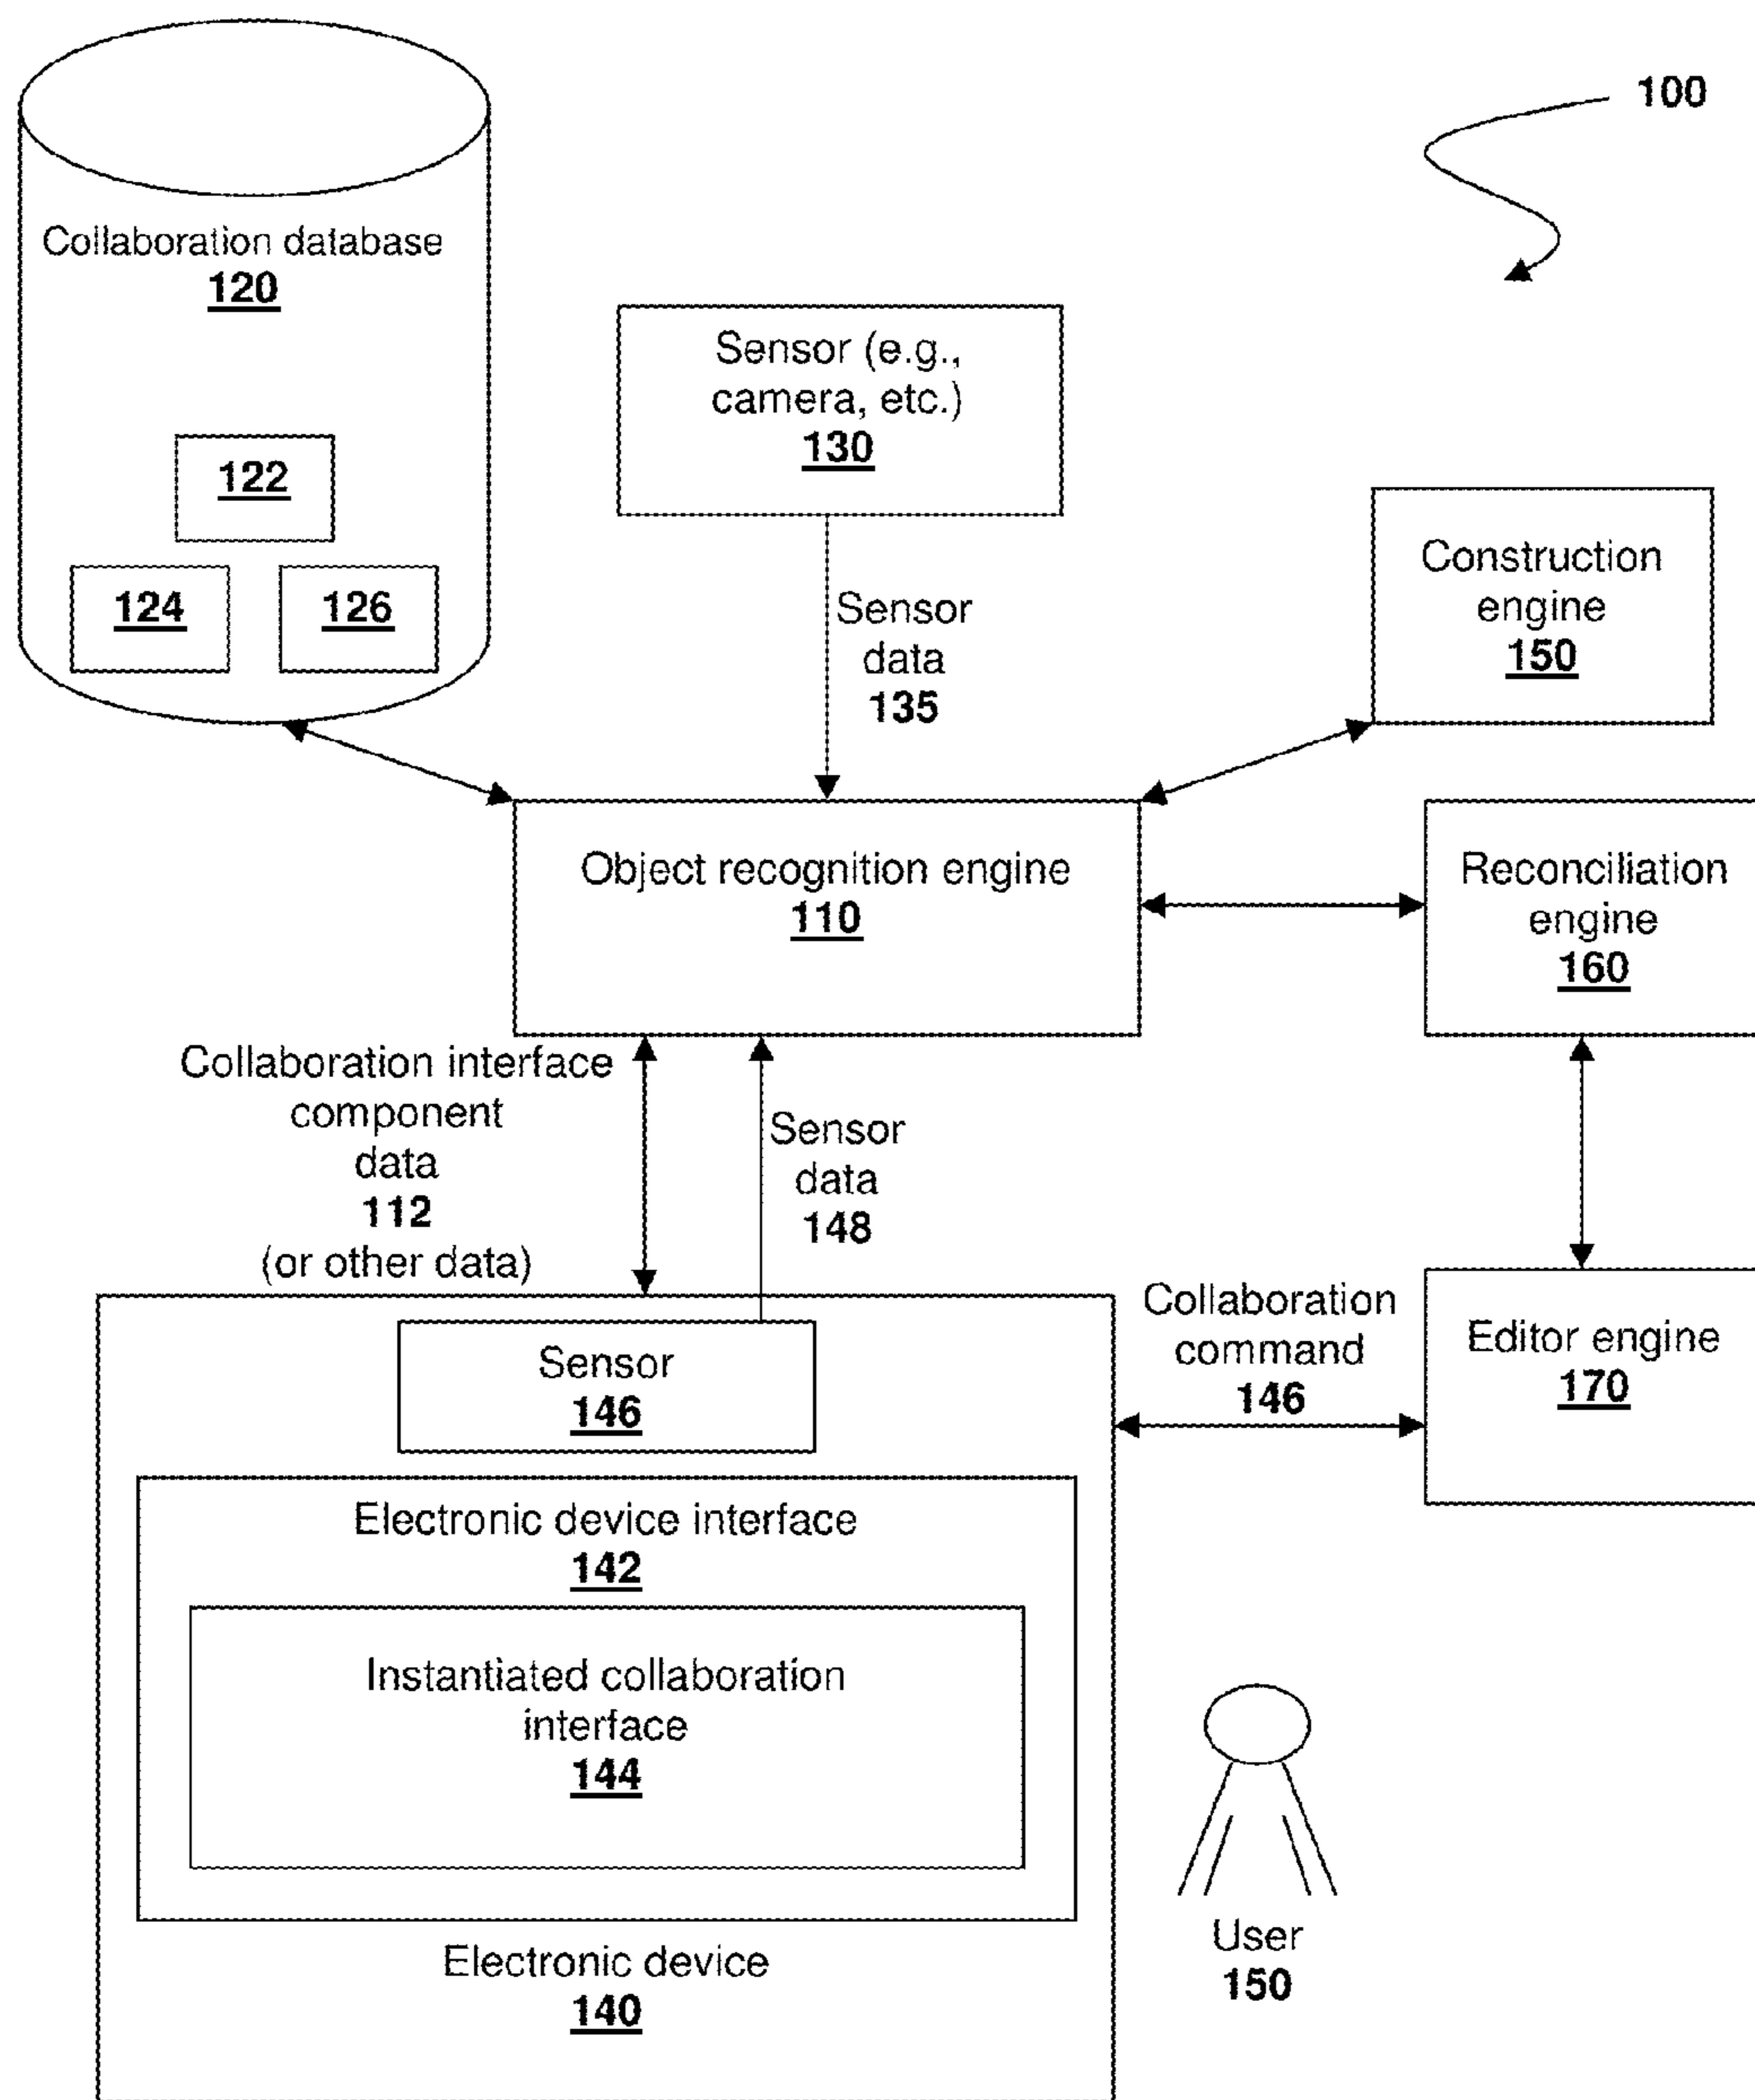 100
Collaboration database
120
122
124
126
Sensor (e.g.,
camera, etc.)
130
Sensor
data
135
Construction
engine
150
Object recognition engine
110
Reconciliation
engine
160
Collaboration interface
component
data
112
(or other data)
Sensor
data
148
Sensor
146
Collaboration
command
146
Editor engine
170
Electronic device interface
142
Instantiated collaboration
interface
144
Electronic device
140
User
150